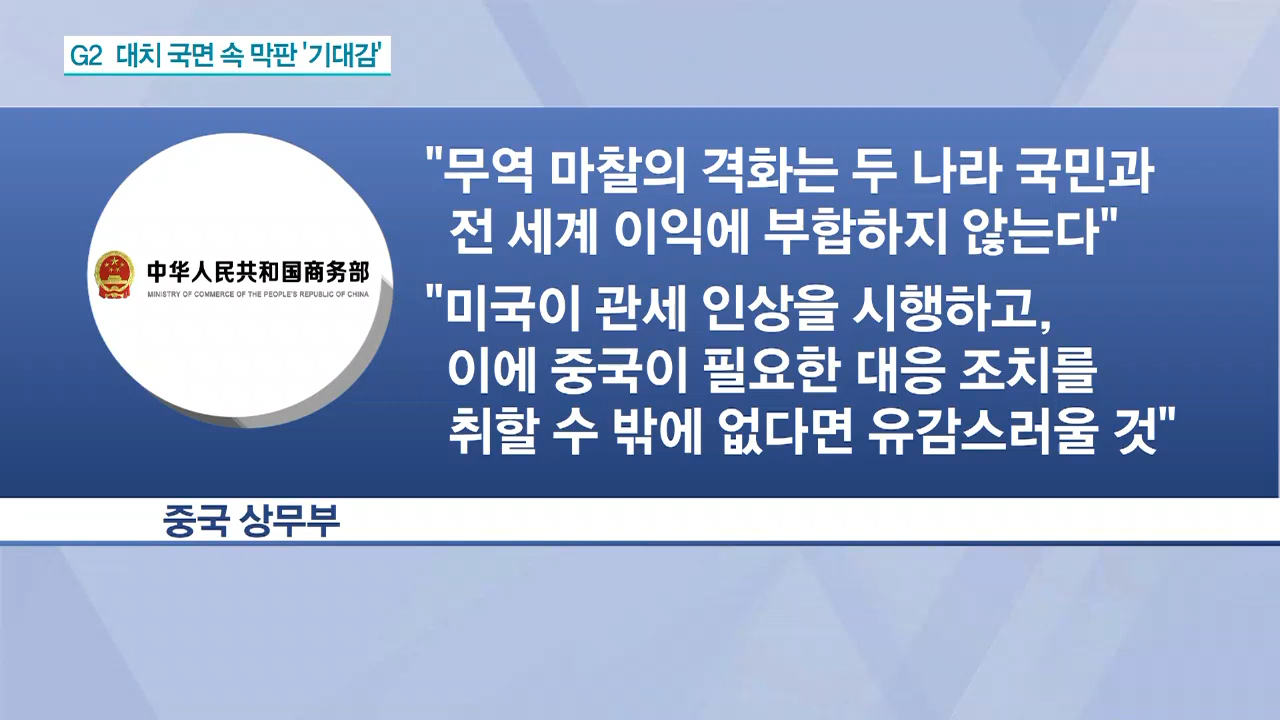 G2 대치 국면 속 막판 '기대감'
"무역 마찰의 격화는 두 나라 국민과
전 세계 이익에 부합하지 않는다"
中华人民共和国商务部
MINISTRY OF COMMERCE OF THE PEOPLE'S REPUBLIC OF CHINA
"미국이 관세 인상을 시행하고,
이에 중국이 필요한 대응 조치를
취할 수 밖에 없다면 유감스러울 것"
중국 상무부